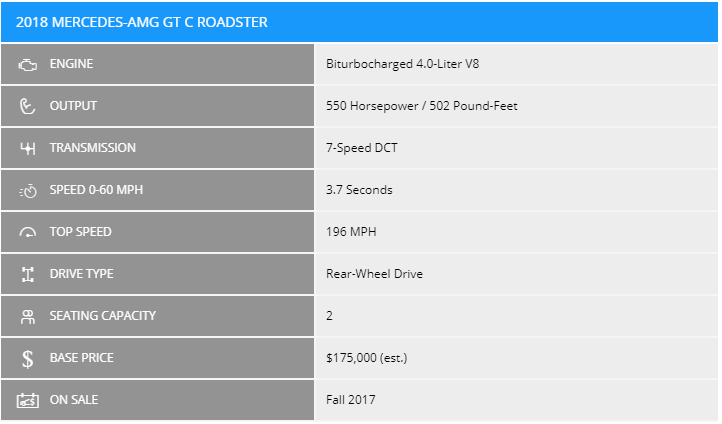 2018 MERCEDES-AMG GT C ROADSTER
ENGINE Biturbocharged 4.0-Liter V8
OUTPUT 550 Horsepower / 502 Pound-Feet
TRANSMISSION 7-Speed DCT
SPEED 0-60 MPH 3.7 Seconds
TOP SPEED 196 MPH
DRIVE TYPE Rear-Wheel Drive
SEATING CAPACITY 2
$ BASE PRICE $175,000 (est.)
ON SALE Fall 2017